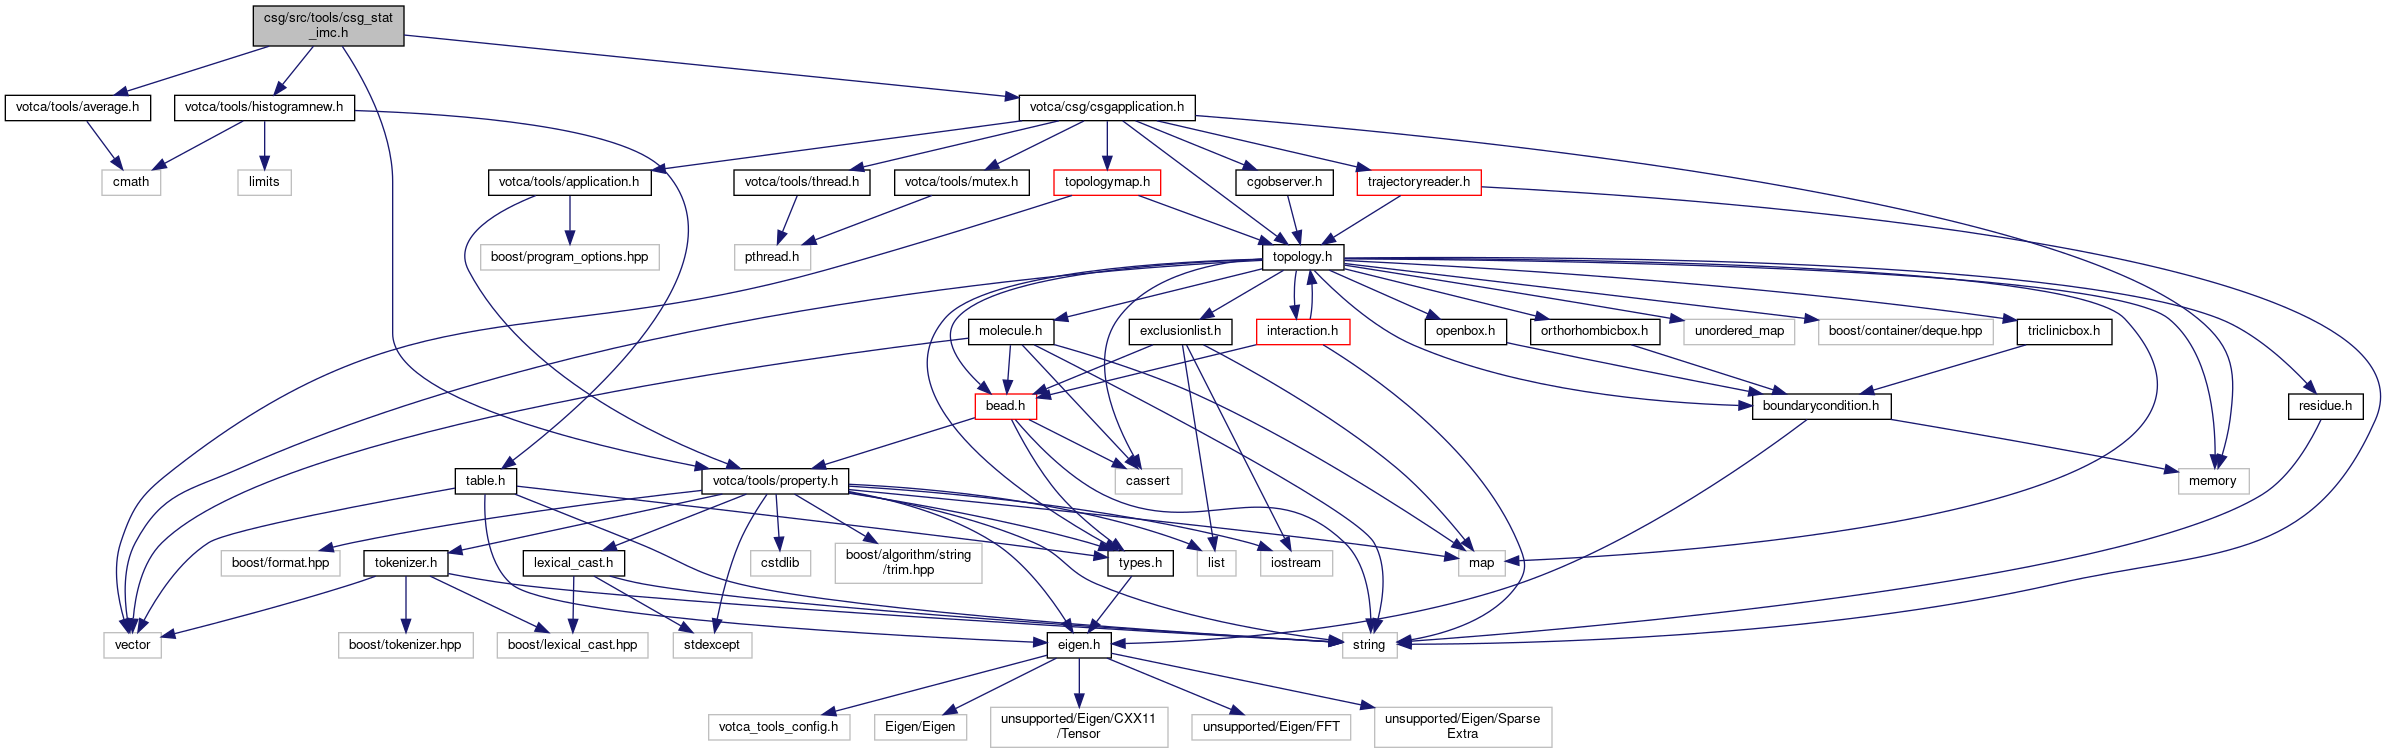 csg/src/tools/csg_stat
_imc.h
votca/tools/average.h
votca/tools/histogramnew.h
votca/csg/csgapplication.h
cmath
limits
votca/tools/application.h
votca/tools/thread.h
votca/tools/mutex.h
topologymap.h
cgobserver.h
trajectoryreader.h
boost/program_options.hpp
pthread.h
topology.h
molecule.h
exclusionlist.h
interaction.h
openbox.h
orthorhombicbox.h
unordered_map
boost/container/deque.hpp
triclinicbox.h
bead.h
boundarycondition.h
residue.h
table.h
votca/tools/property.h
cassert
memory
boost/format.hpp
tokenizer.h
lexical_cast.h
cstdlib
boost/algorithm/string
/trim.hpp
types.h
list
iostream
map
vector
boost/tokenizer.hpp
boost/lexical_cast.hpp
stdexcept
eigen.h
string
votca_tools_config.h
Eigen/Eigen
unsupported/Eigen/CXX11
/Tensor
unsupported/Eigen/FFT
unsupported/Eigen/Sparse
Extra